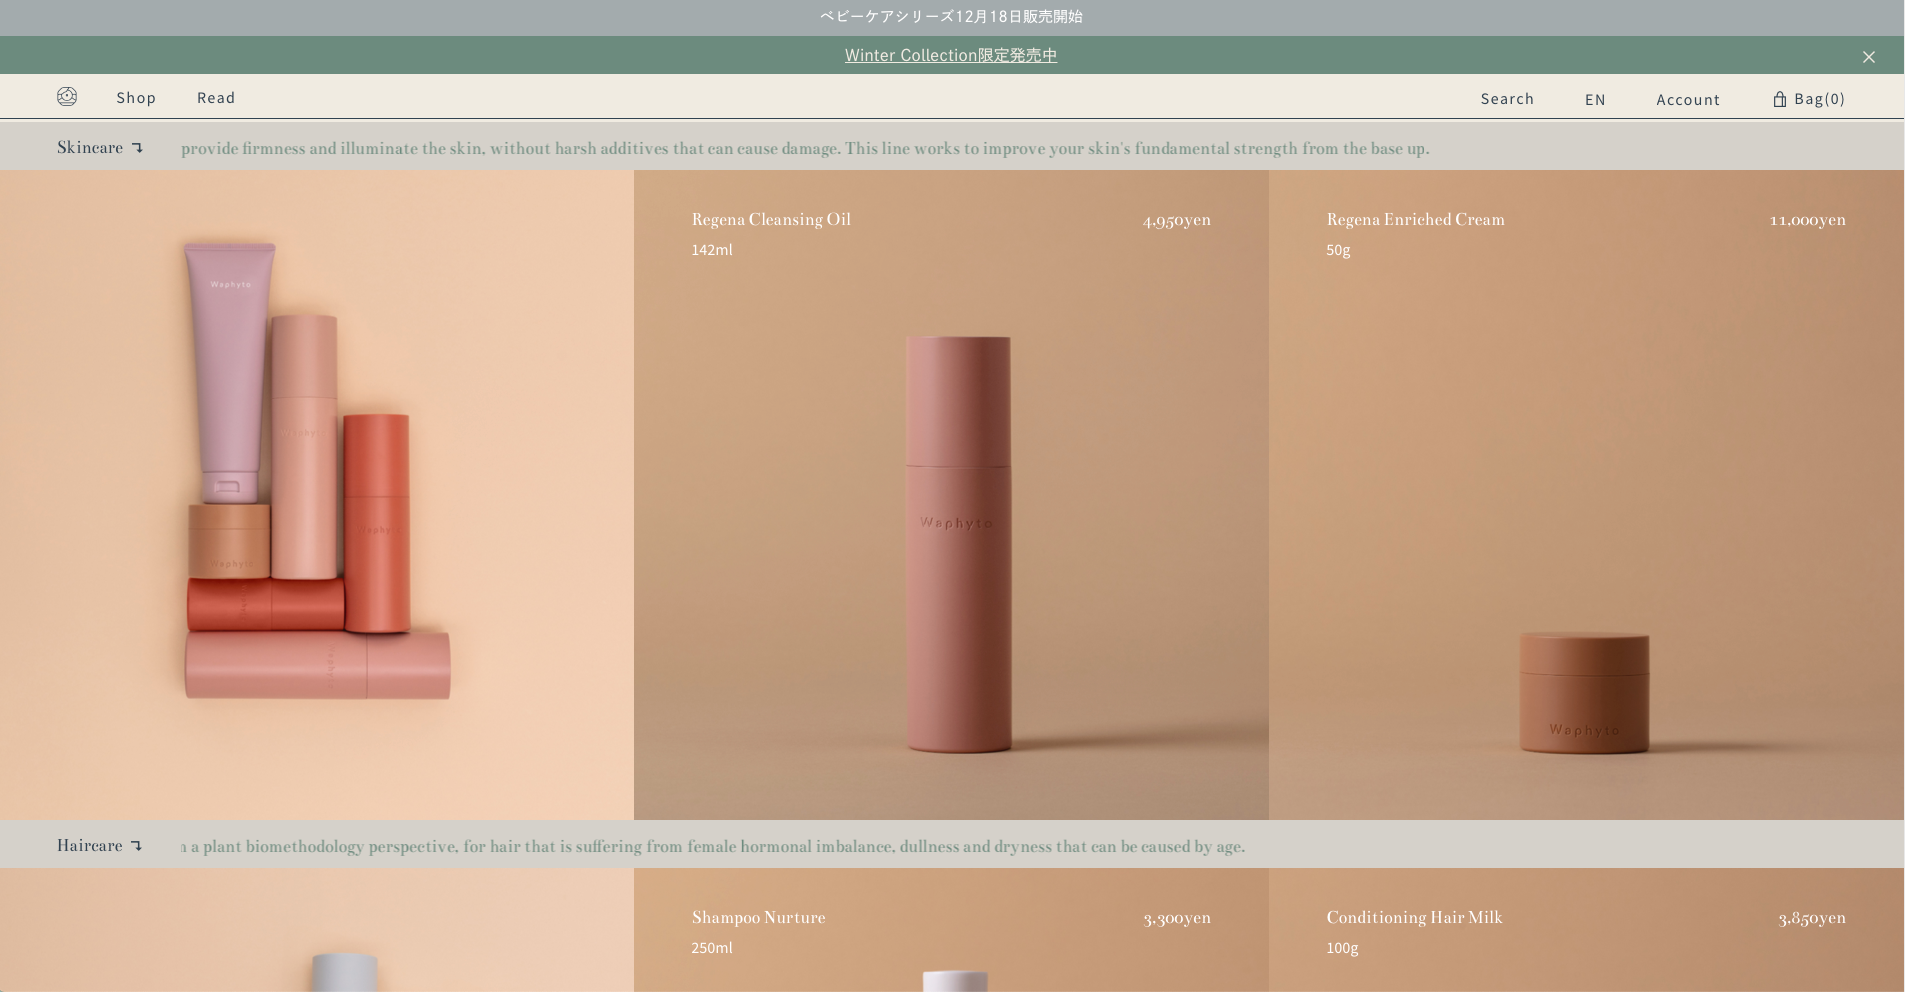 ベビーケアシリーズ12月18日販売開始
Winter Collection限定発売中
Shop Read Search EN Account Bag(0)
Skincare provide firmness and illuminate the skin, without harsh additives that can cause damage. This line works to improve your skin's fundamental strength from the base up.
Waphyto
Waphyto
Waphyto
Regena Cleansing Oil 4,950yen
142ml
Waphyto
Regena Enriched Cream 11,000yen
50g
Waphyto
Haircare a plant biomethodology perspective, for hair that is suffering from female hormonal imbalance, dullness and dryness that can be caused by age.
Shampoo Nurture 3,300yen
250ml
Conditioning Hair Milk 3,850yen
100g